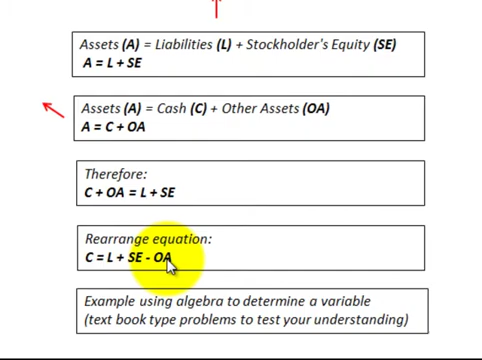 Assets (A) = Liabilities (L) + Stockholder's Equity (SE)
A = L + SE
Assets (A) = Cash (C) + Other Assets (OA)
A = C + OA
Therefore:
C + OA = L + SE
Rearrange equation:
C = L + SE - OA
Example using algebra to determine a variable
(text book type problems to test your understanding)